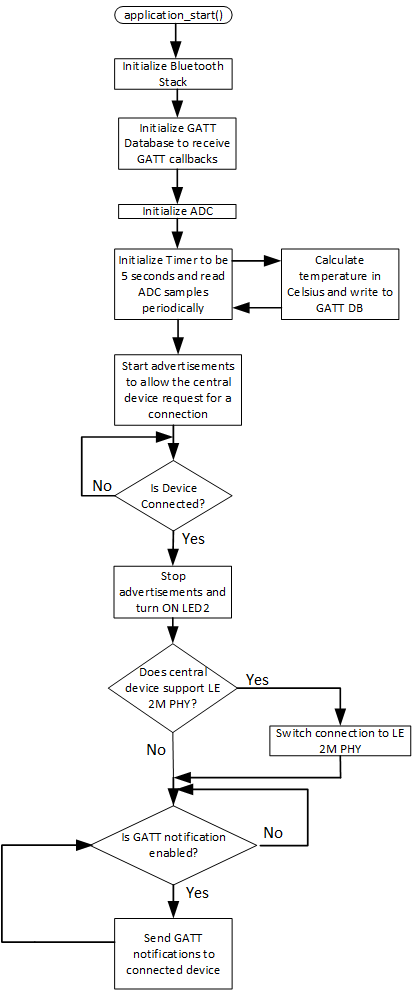 application_start()
Initialize Bluetooth
Stack
Initialize GATT
Database to receive
GATT callbacks
Initialize ADC
Initialize Timer to be
5 seconds and read
ADC samples
periodically
Calculate
temperature in
Celsius and write to
GATT DB
Start advertisements
to allow the central
device request for a
connection
No
Is Device
Connected?
Yes
Stop
advertisements and
turn ON LED2
Does central
device support LE
2M PHY?
Yes
Switch connection to LE
2M PHY
No
Is GATT notification
enabled?
No
Yes
Send GATT
notifications to
connected device